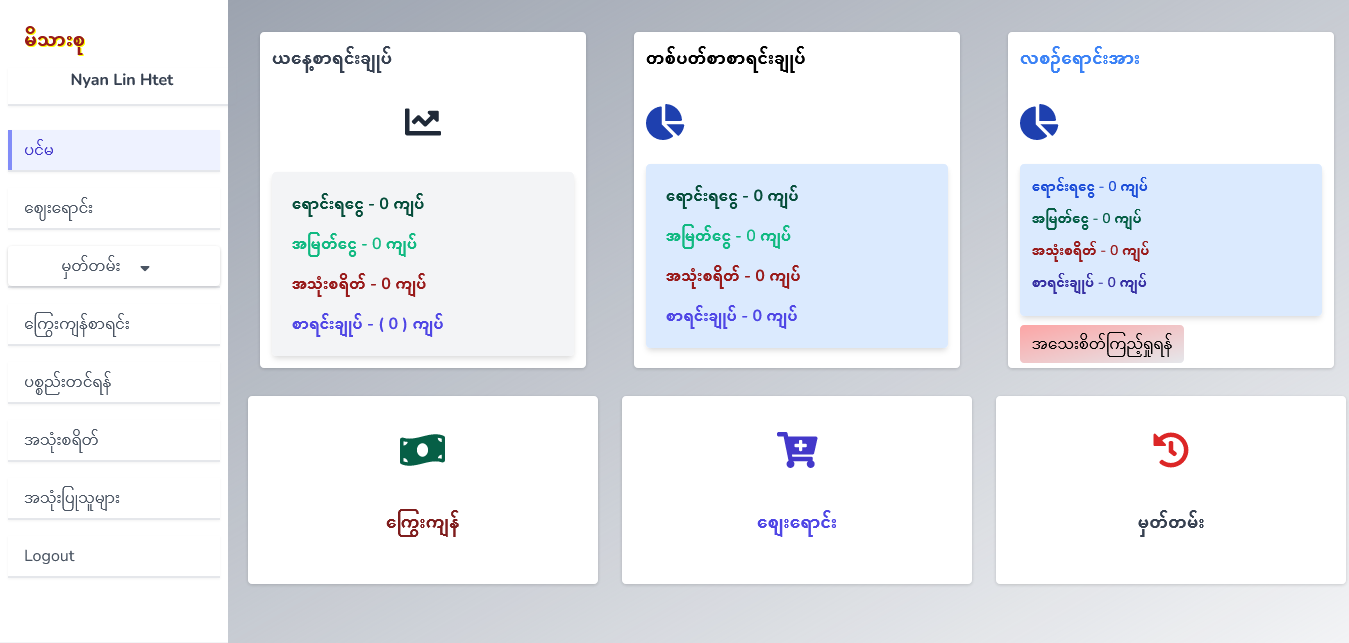 မိသားစု
Nyan Lin Htet
ပင်မ
ဈေးရောင်း
မှတ်တမ်း
ကြွေးကျန်စာရင်း
ပစ္စည်းတင်ရန်
အသုံးစရိတ်
အသုံးပြုသူများ
Logout
ယနေ့စာရင်းချုပ်
ရောင်းရငွေ - 0 ကျပ်
အမြတ်ငွေ - 0 ကျပ်
အသုံးစရိတ် - 0 ကျပ်
စာရင်းချုပ် - ( 0 ) ကျပ်
တစ်ပတ်စာစာရင်းချုပ်
ရောင်းရငွေ - 0 ကျပ်
အမြတ်ငွေ - 0 ကျပ်
အသုံးစရိတ် - 0 ကျပ်
စာရင်းချုပ် - 0 ကျပ်
လစဉ်ရောင်းအား
ရောင်းရငွေ - 0 ကျပ်
အမြတ်ငွေ - 0 ကျပ်
အသုံးစရိတ် - 0 ကျပ်
စာရင်းချုပ် - 0 ကျပ်
အသေးစိတ်ကြည့်ရှုရန်
ကြွေးကျန်
စျေးရောင်း
မှတ်တမ်း